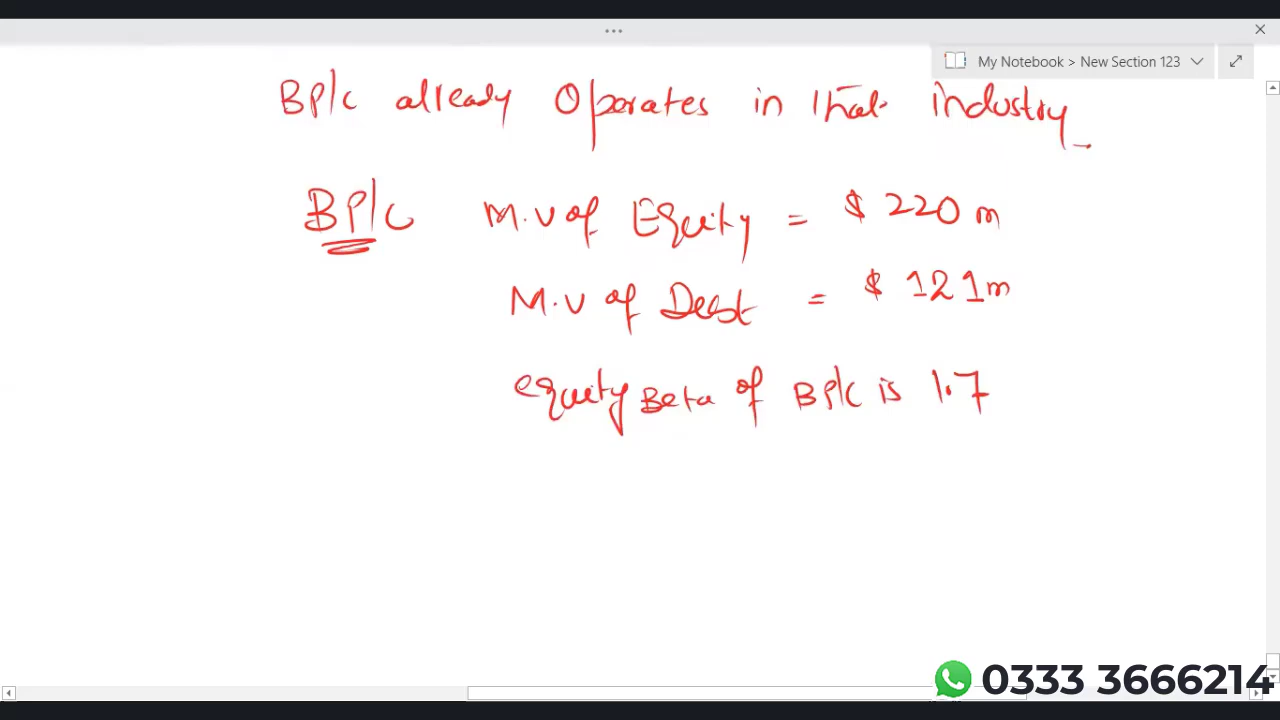 My Notebook > New Section 123
BPlc already Operates in that industry
BPlc M.V of Equity = $ 220 m
M.V of Debt = $ 121m
equity Beta of BPlc is 1.7
0333 3666214